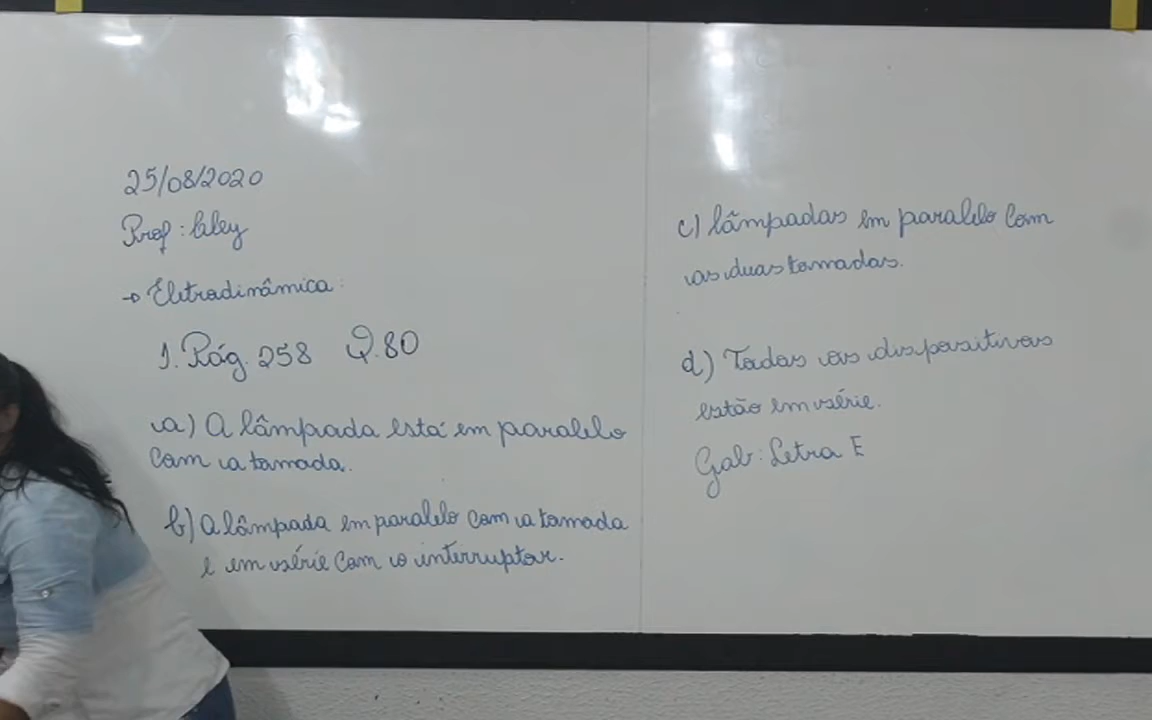 25/08/2020
Prof: Cley
→ Eletrodinâmica:
1. Pág. 258 Q.80
a) A lâmpada está em paralelo
com a tomada.
b) A lâmpada em paralelo com a tomada
e em série com o interruptor.
c) lâmpadas em paralelo com
as duas tomadas.
d) Todos os dispositivos
estão em série.
Gab: Letra E